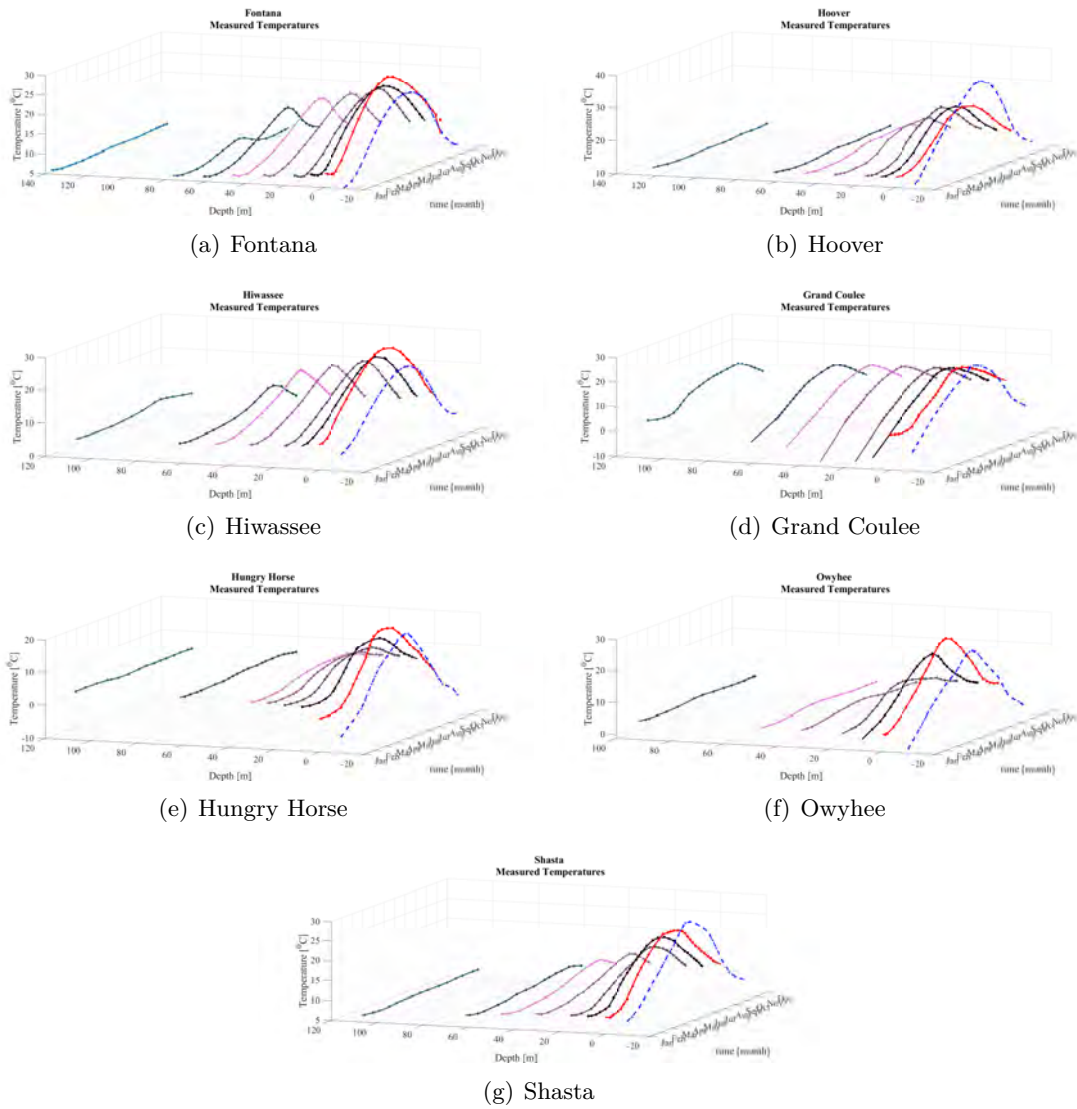 Fontana
Measured Temperatures
Temperature [⁰C]
30
25
20
15
10
5
140
120
100
80
60
40
20
0
-20
Depth [m]
time [month]
(a) Fontana
Hoover
Measured Temperatures
Temperature [⁰C]
40
30
20
10
120
100
80
60
40
20
0
-20
Depth [m]
time [month]
(b) Hoover
Hiwassee
Measured Temperatures
Temperature [⁰C]
30
20
10
0
100
80
60
40
20
0
-20
Depth [m]
time [month]
(c) Hiwassee
Grand Coulee
Measured Temperatures
Temperature [⁰C]
30
20
10
0
-10
120
100
80
60
40
20
0
-20
Depth [m]
time [month]
(d) Grand Coulee
Hungry Horse
Measured Temperatures
Temperature [⁰C]
20
10
0
-10
120
100
80
60
40
20
0
-20
Depth [m]
time [month]
(e) Hungry Horse
Owyhee
Measured Temperatures
Temperature [⁰C]
30
20
10
0
100
80
60
40
20
0
-20
Depth [m]
time [month]
(f) Owyhee
Shasta
Measured Temperatures
Temperature [⁰C]
30
25
20
15
10
5
120
100
80
60
40
20
0
-20
Depth [m]
time [month]
(g) Shasta